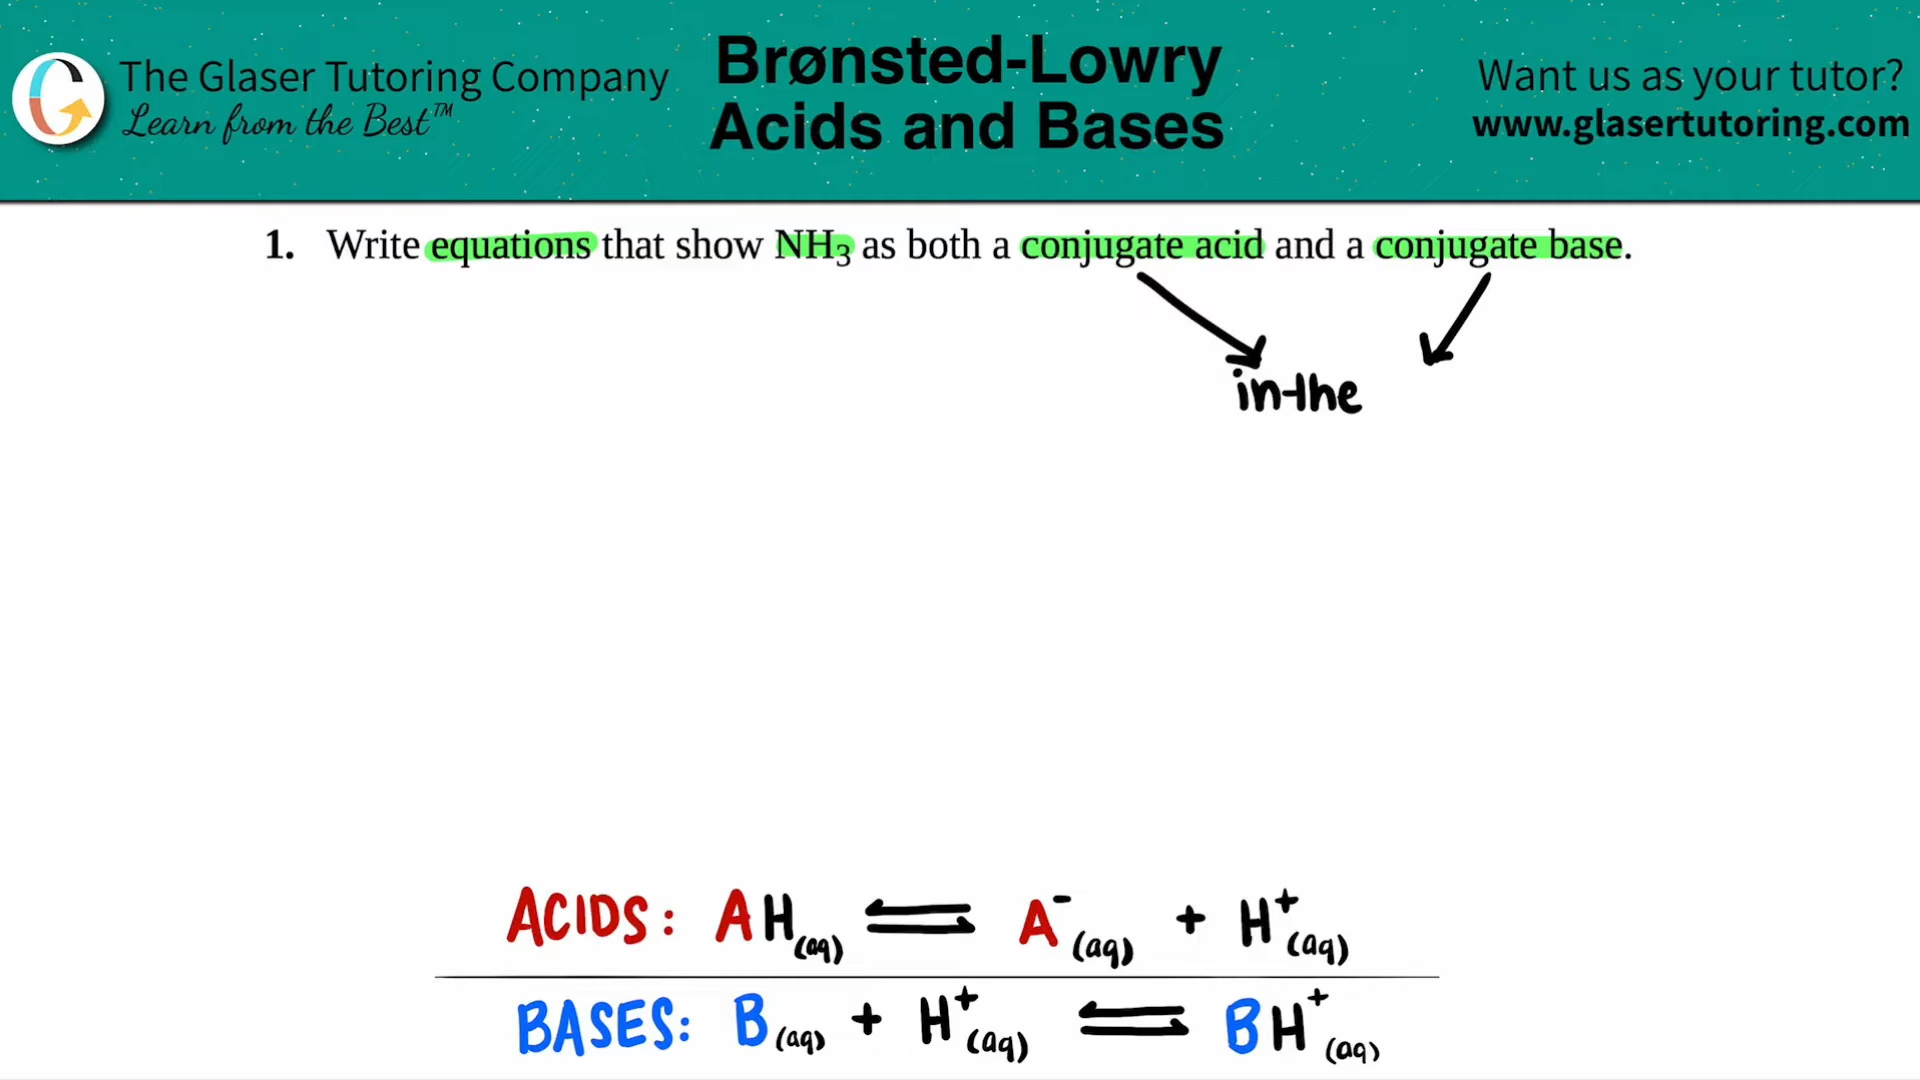 The Glaser Tutoring Company
Learn from the Best™
Brønsted-Lowry
Acids and Bases
Want us as your tutor?
www.glasertutoring.com
1. Write equations that show NH₃ as both a conjugate acid and a conjugate base.
in the
ACIDS: AH(aq) ⇌ A⁻(aq) + H⁺(aq)
BASES: B(aq) + H⁺(aq) ⇌ BH⁺(aq)